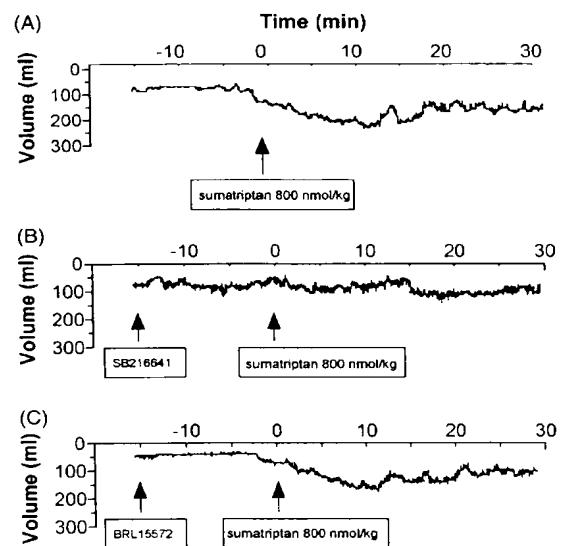 (A)
Time (min)
-10 0 10 20 30
Volume (ml)
0
100
200
300
sumatriptan 800 nmol/kg
(B)
-10 0 10 20 30
Volume (ml)
0
100
200
300
SB216641
sumatriptan 800 nmol/kg
(C)
-10 0 10 20 30
Volume (ml)
0
100
200
300
BRL15572
sumatriptan 800 nmol/kg